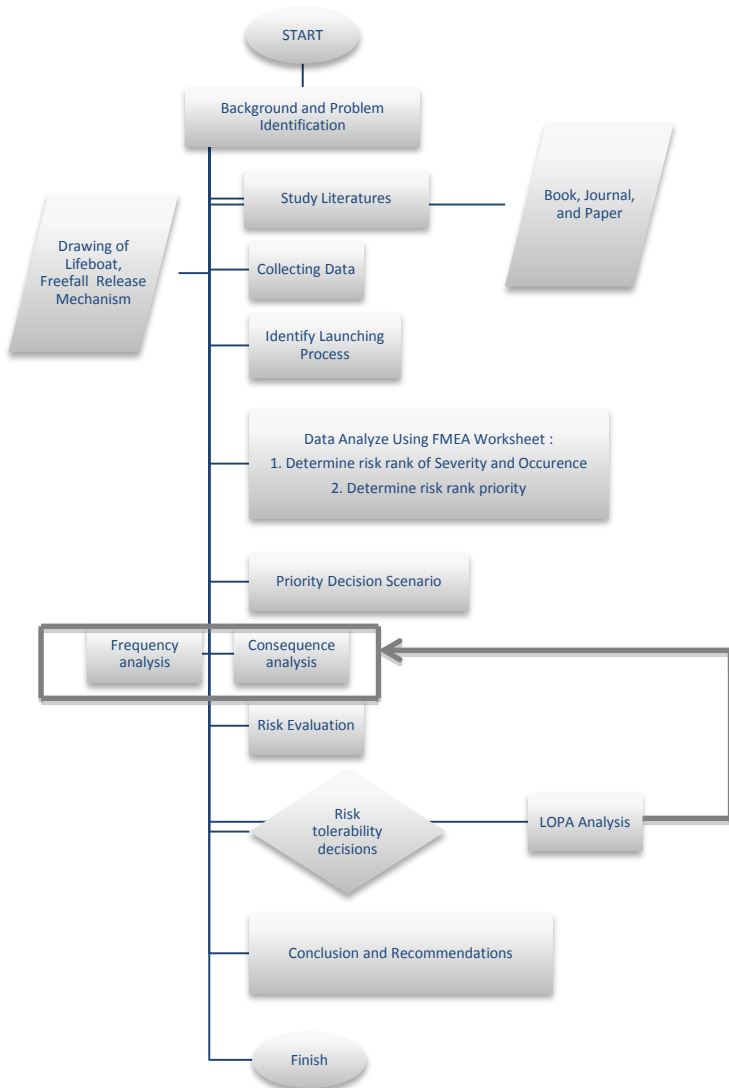 START
Background and Problem
Identification
Study Literatures
Book, Journal,
and Paper
Drawing of
Lifeboat,
Freefall Release
Mechanism
Collecting Data
Identify Launching
Process
Data Analyze Using FMEA Worksheet :
1. Determine risk rank of Severity and Occurence
2. Determine risk rank priority
Priority Decision Scenario
Frequency
analysis
Consequence
analysis
Risk Evaluation
Risk
tolerability
decisions
LOPA Analysis
Conclusion and Recommendations
Finish